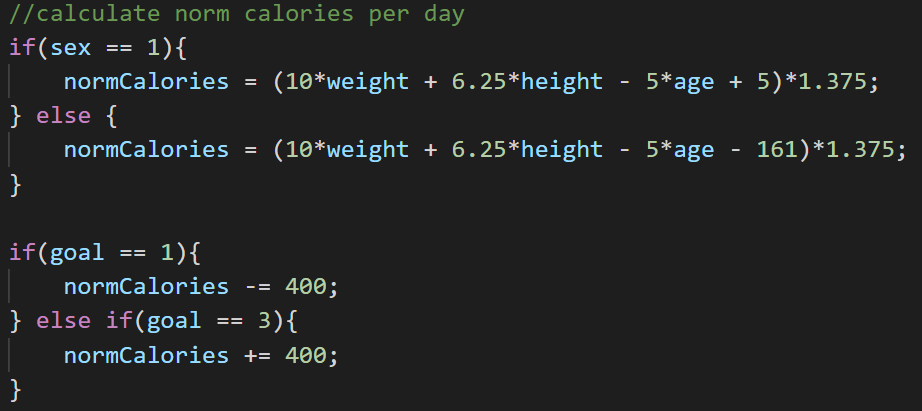 //calculate norm calories per day
if(sex == 1){
    normCalories = (10*weight + 6.25*height - 5*age + 5)*1.375;
} else {
    normCalories = (10*weight + 6.25*height - 5*age - 161)*1.375;
}

if(goal == 1){
    normCalories -= 400;
} else if(goal == 3){
    normCalories += 400;
}